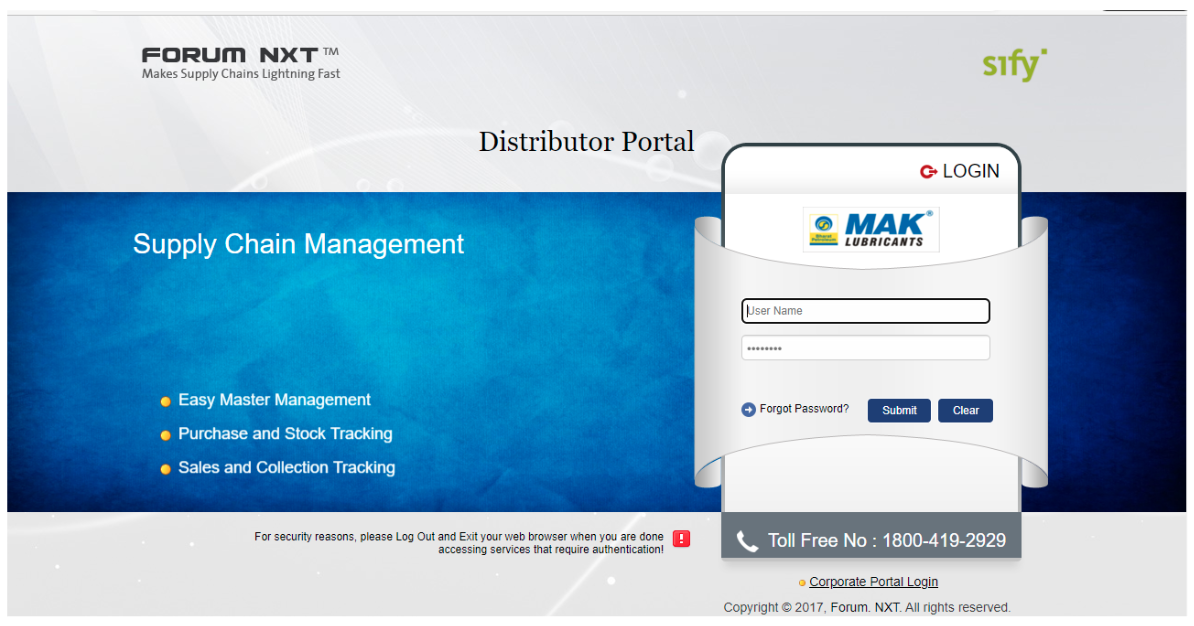 FORUM NXT™
Makes Supply Chains Lightning Fast
sify
Distributor Portal
LOGIN
Bharat Petroleum
MAK®
LUBRICANTS
Supply Chain Management
User Name
••••••••
Forgot Password?
Submit
Clear
Easy Master Management
Purchase and Stock Tracking
Sales and Collection Tracking
For security reasons, please Log Out and Exit your web browser when you are done
accessing services that require authentication!
Toll Free No : 1800-419-2929
Corporate Portal Login
Copyright © 2017, Forum. NXT. All rights reserved.